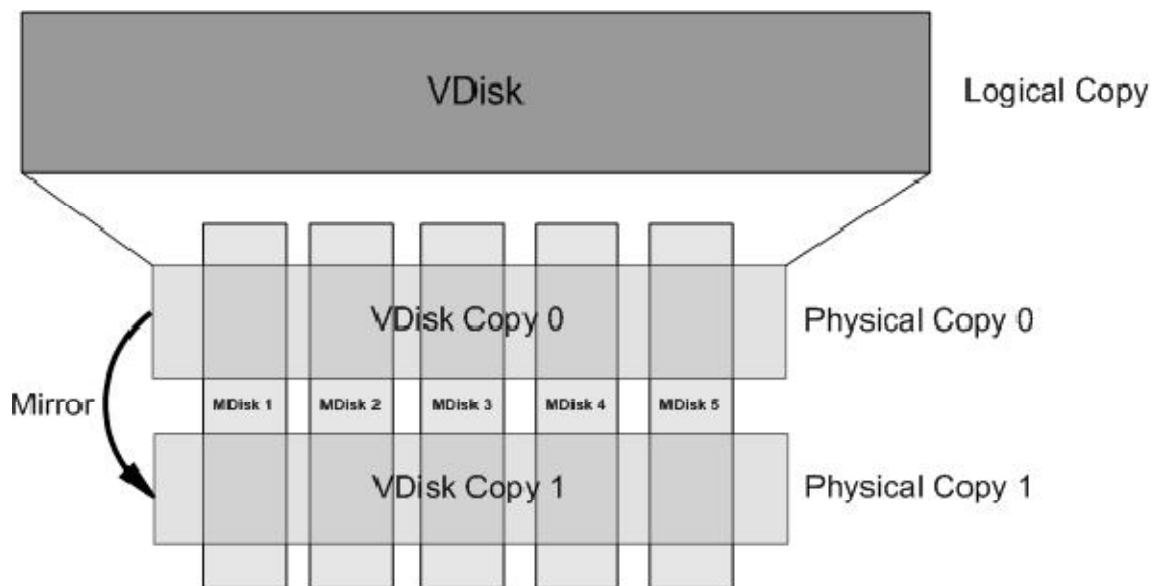 VDisk
Logical Copy
VDisk Copy 0
Physical Copy 0
Mirror
MDisk 1
MDisk 2
MDisk 3
MDisk 4
MDisk 5
VDisk Copy 1
Physical Copy 1